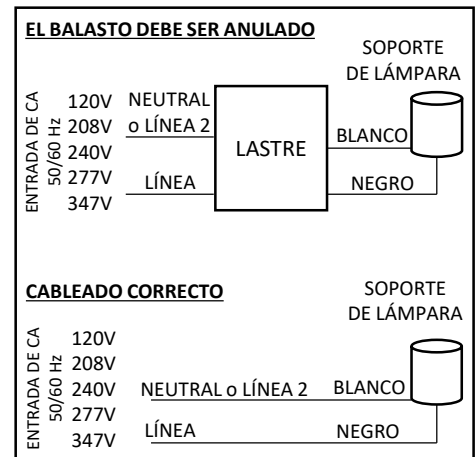 EL BALASTO DEBE SER ANULADO
SOPORTE
DE LÁMPARA
ENTRADA DE CA
50/60 Hz
120V
208V
240V
277V
347V
NEUTRAL
o LÍNEA 2
LÍNEA
LASTRE
BLANCO
NEGRO
CABLEADO CORRECTO
SOPORTE
DE LÁMPARA
ENTRADA DE CA
50/60 Hz
120V
208V
240V
277V
347V
NEUTRAL o LÍNEA 2
BLANCO
LÍNEA
NEGRO